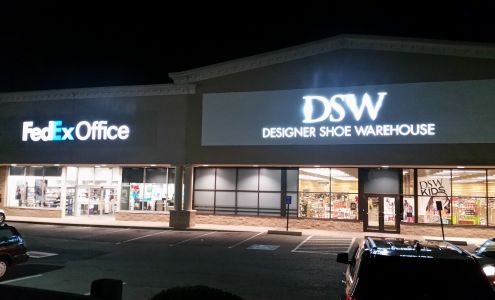 FedEx Office
DSW
DESIGNER SHOE WAREHOUSE
DSW
KIDS